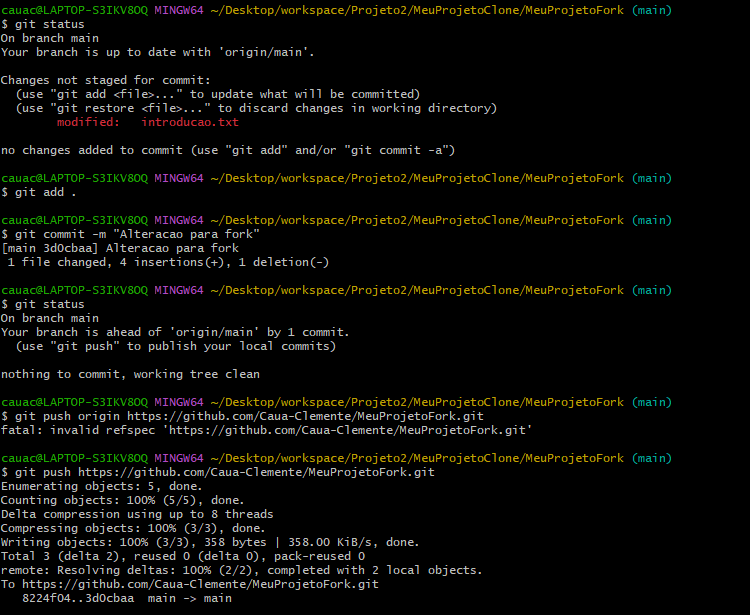 cauac@LAPTOP-S3IKV8OQ MINGW64 ~/Desktop/workspace/Projeto2/MeuProjetoClone/MeuProjetoFork (main)
$ git status
On branch main
Your branch is up to date with 'origin/main'.
Changes not staged for commit:
  (use "git add <file>..." to update what will be committed)
  (use "git restore <file>..." to discard changes in working directory)
        modified:   introducao.txt
no changes added to commit (use "git add" and/or "git commit -a")
cauac@LAPTOP-S3IKV8OQ MINGW64 ~/Desktop/workspace/Projeto2/MeuProjetoClone/MeuProjetoFork (main)
$ git add .
cauac@LAPTOP-S3IKV8OQ MINGW64 ~/Desktop/workspace/Projeto2/MeuProjetoClone/MeuProjetoFork (main)
$ git commit -m "Alteracao para fork"
[main 3d0cbaa] Alteracao para fork
 1 file changed, 4 insertions(+), 1 deletion(-)
cauac@LAPTOP-S3IKV8OQ MINGW64 ~/Desktop/workspace/Projeto2/MeuProjetoClone/MeuProjetoFork (main)
$ git status
On branch main
Your branch is ahead of 'origin/main' by 1 commit.
  (use "git push" to publish your local commits)
nothing to commit, working tree clean
cauac@LAPTOP-S3IKV8OQ MINGW64 ~/Desktop/workspace/Projeto2/MeuProjetoClone/MeuProjetoFork (main)
$ git push origin https://github.com/Caua-Clemente/MeuProjetoFork.git
fatal: invalid refspec 'https://github.com/Caua-Clemente/MeuProjetoFork.git'
cauac@LAPTOP-S3IKV8OQ MINGW64 ~/Desktop/workspace/Projeto2/MeuProjetoClone/MeuProjetoFork (main)
$ git push https://github.com/Caua-Clemente/MeuProjetoFork.git
Enumerating objects: 5, done.
Counting objects: 100% (5/5), done.
Delta compression using up to 8 threads
Compressing objects: 100% (3/3), done.
Writing objects: 100% (3/3), 358 bytes | 358.00 KiB/s, done.
Total 3 (delta 2), reused 0 (delta 0), pack-reused 0
remote: Resolving deltas: 100% (2/2), completed with 2 local objects.
To https://github.com/Caua-Clemente/MeuProjetoFork.git
   8224f04..3d0cbaa  main -> main